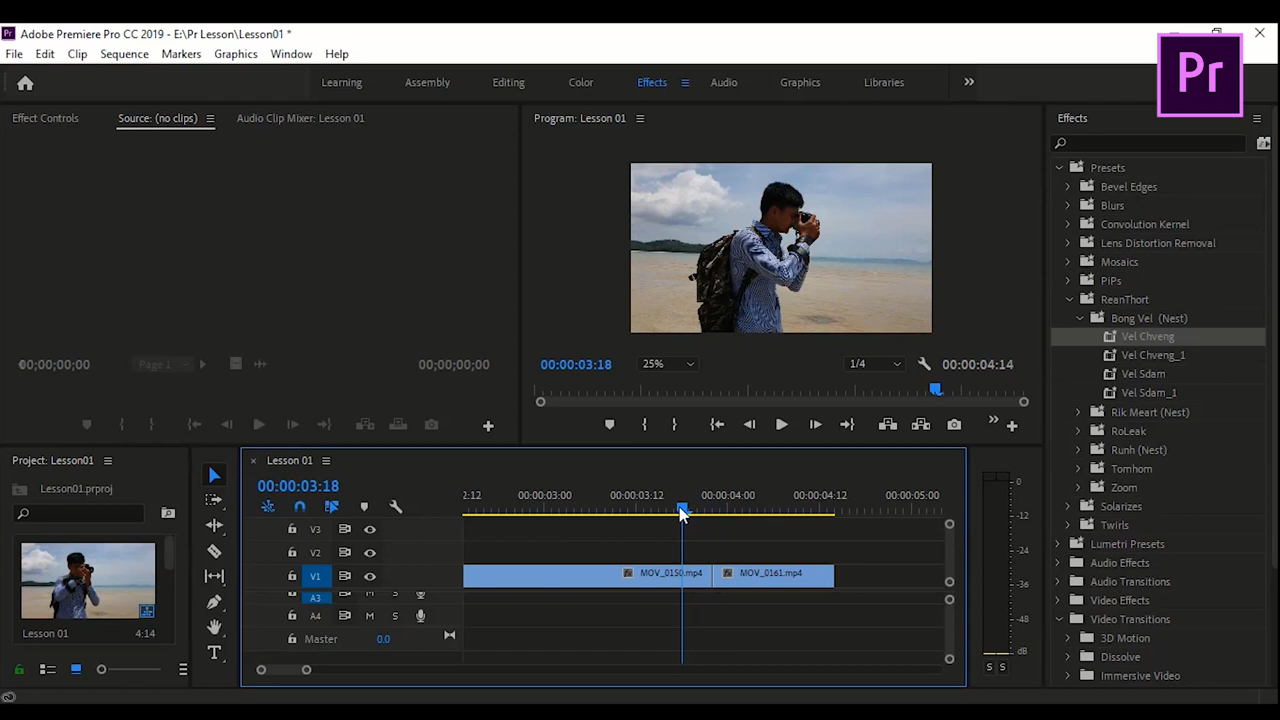 Adobe Premiere Pro CC 2019 - E:\Pr Lesson\Lesson01 *
File Edit Clip Sequence Markers Graphics Window Help
Pr
Learning Assembly Editing Color Effects Audio Graphics Libraries
Effect Controls Source: (no clips) Audio Clip Mixer: Lesson 01
Program: Lesson 01
Effects
Presets
Bevel Edges
Blurs
Convolution Kernel
Lens Distortion Removal
Mosaics
PiPs
ReanThort
Bong Vel (Nest)
Vel Chveng
Vel Chveng_1
Vel Sdam
Vel Sdam_1
Rik Meart (Nest)
RoLeak
Runh (Nest)
Tomhom
Zoom
Solarizes
Twirls
Lumetri Presets
Audio Effects
Audio Transitions
Video Effects
Video Transitions
3D Motion
Dissolve
Immersive Video
00;00;00;00 Page 1 00;00;00;00
00:00:03:18 25% 1/4 00:00:04:14
Project: Lesson01
Lesson01.prproj
Lesson 01 4:14
Lesson 01
00:00:03:18
2:12 00:00:03:00 00:00:03:12 00:00:04:00 00:00:04:12 00:00:05:00
V3
V2
V1 MOV_0150.mp4 MOV_0161.mp4
A3 M S
A4 M S
Master 0.0
0
-12
-24
-36
-48
dB
S S